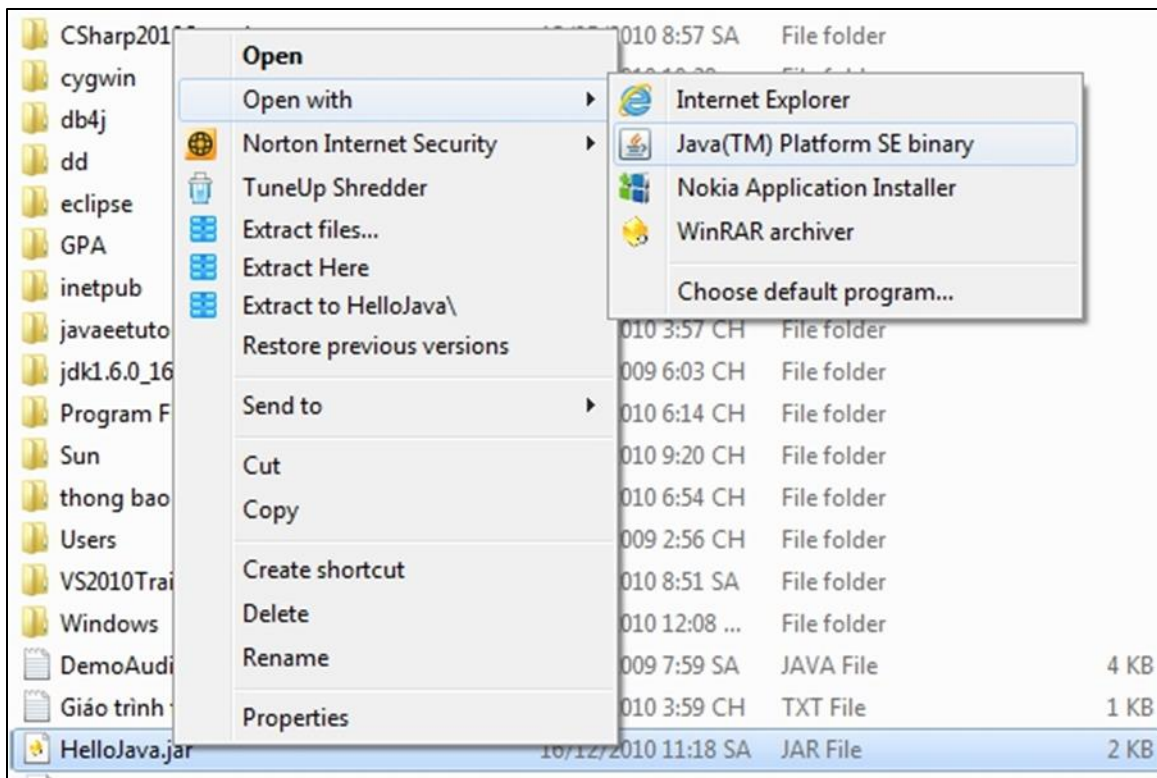 CSharp201 010 8:57 SA File folder
cygwin
db4j
dd
eclipse
GPA
inetpub
javaeetuto 010 3:57 CH File folder
jdk1.6.0_16 009 6:03 CH File folder
Program F 010 6:14 CH File folder
Sun 010 9:20 CH File folder
thong bao 010 6:54 CH File folder
Users 009 2:56 CH File folder
VS2010Trai 010 8:51 SA File folder
Windows 010 12:08 ... File folder
DemoAudi 009 7:59 SA JAVA File 4 KB
Giáo trình 010 3:59 CH TXT File 1 KB
HelloJava.jar 16/12/2010 11:18 SA JAR File 2 KB
Open
Open with
Norton Internet Security
TuneUp Shredder
Extract files...
Extract Here
Extract to HelloJava\
Restore previous versions
Send to
Cut
Copy
Create shortcut
Delete
Rename
Properties
Internet Explorer
Java(TM) Platform SE binary
Nokia Application Installer
WinRAR archiver
Choose default program...